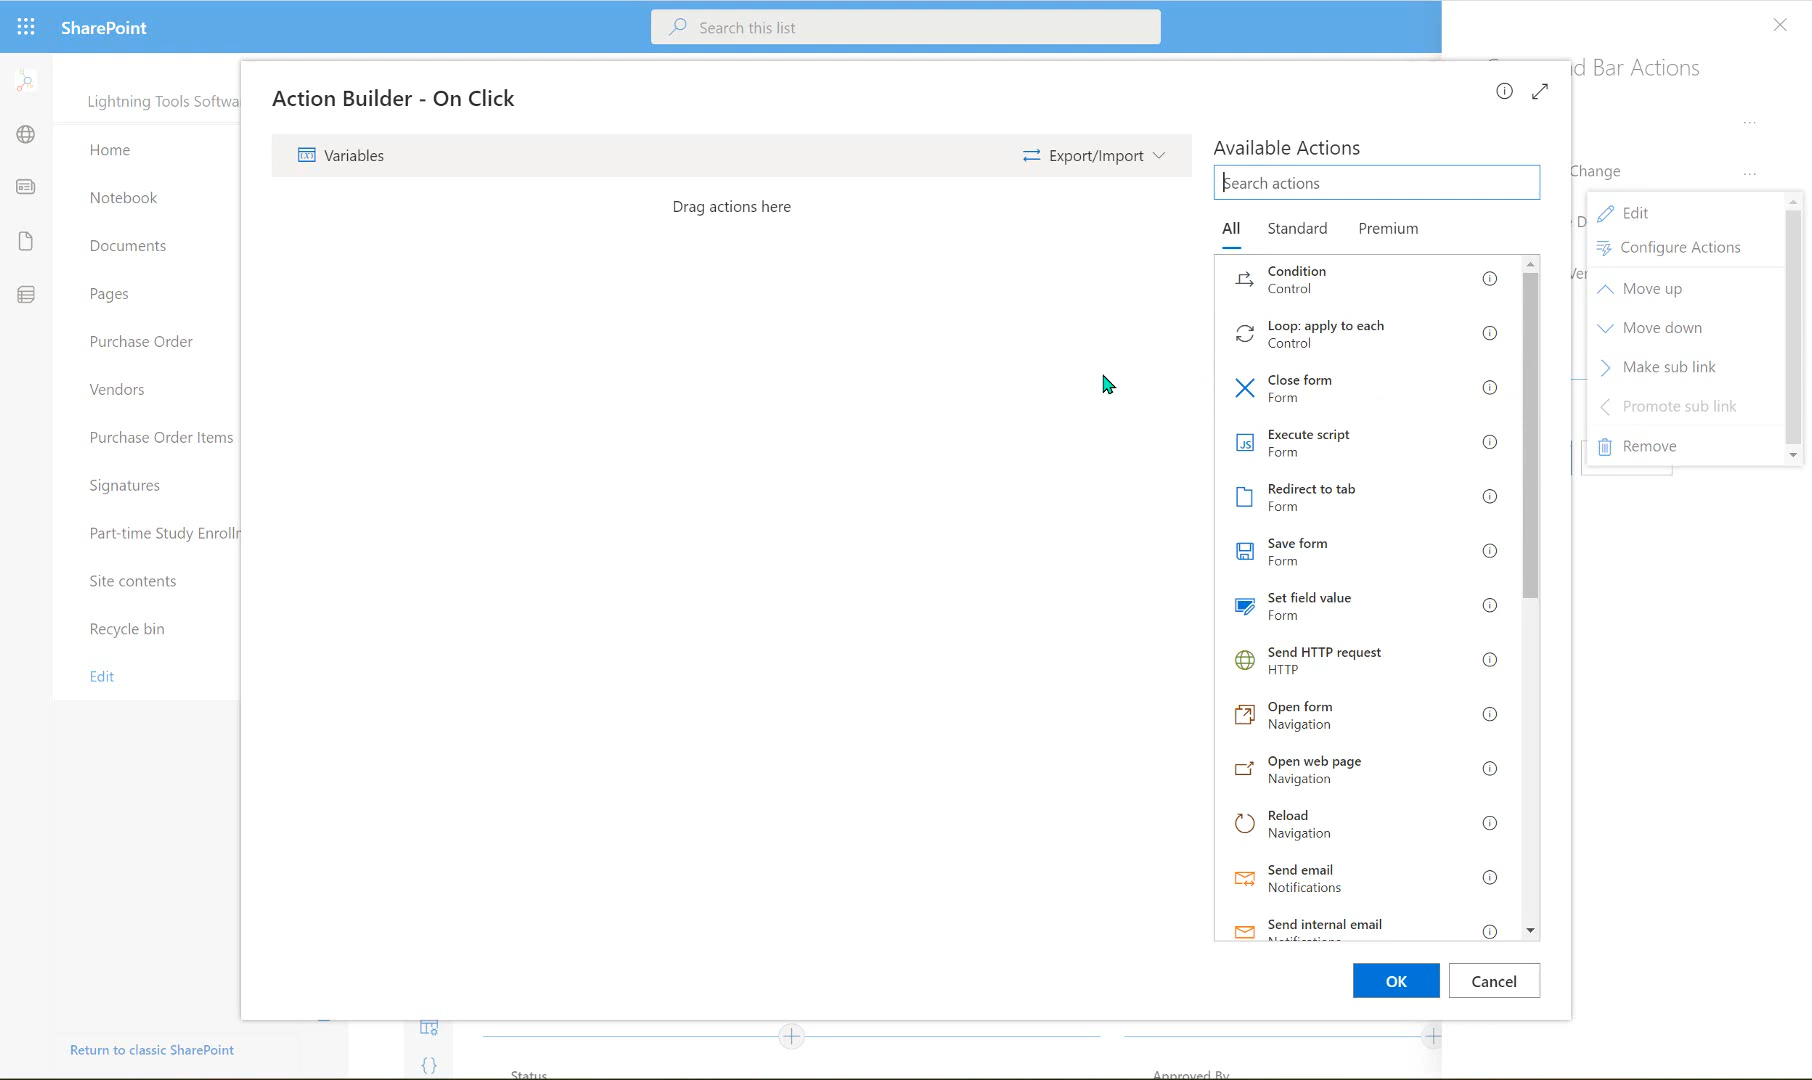 SharePoint
Search this list
d Bar Actions
Lightning Tools Softwa
Home
Notebook
Documents
Pages
Purchase Order
Vendors
Purchase Order Items
Signatures
Part-time Study Enrollr
Site contents
Recycle bin
Edit
Return to classic SharePoint
Action Builder - On Click
Variables
Export/Import
Drag actions here
Available Actions
Search actions
All Standard Premium
Condition
Control
Loop: apply to each
Control
Close form
Form
JS
Execute script
Form
Redirect to tab
Form
Save form
Form
Set field value
Form
Send HTTP request
HTTP
Open form
Navigation
Open web page
Navigation
Reload
Navigation
Send email
Notifications
Send internal email
Notifications
OK
Cancel
...
Change
...
Edit
Configure Actions
Move up
Move down
Make sub link
Promote sub link
Remove
{}
Status
Approved By